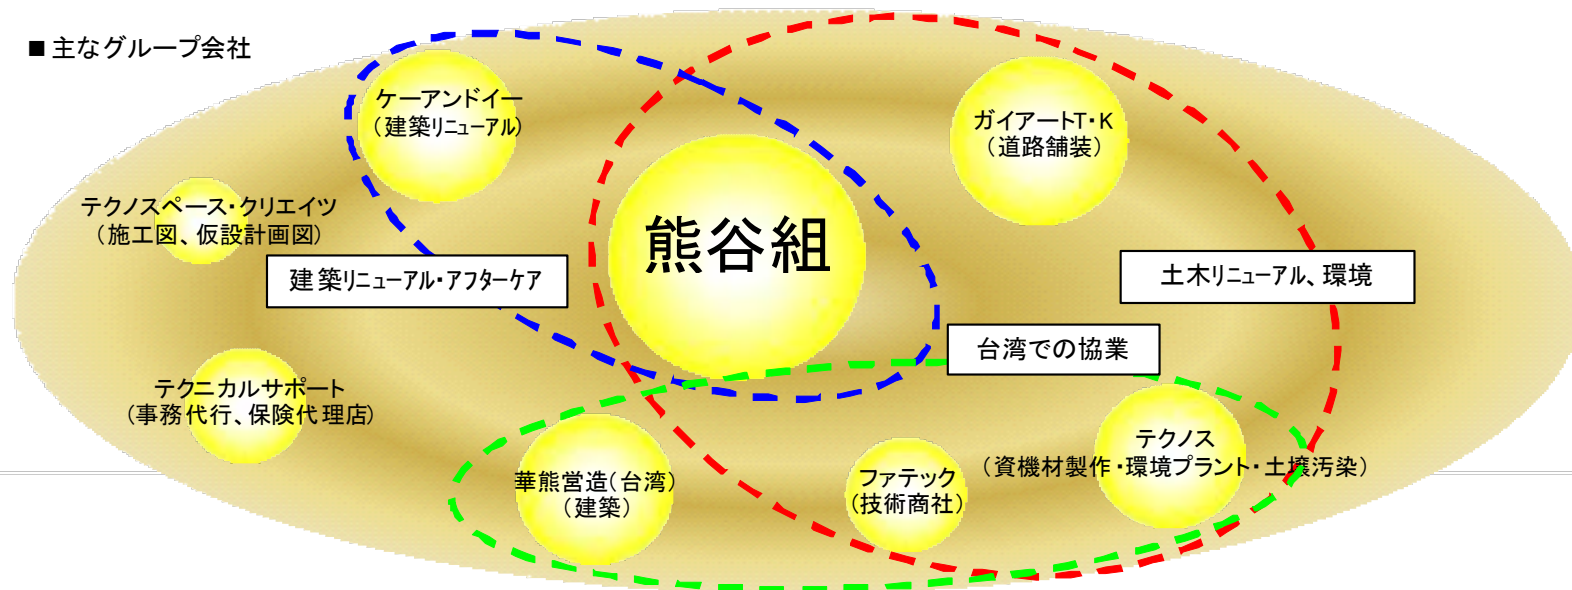 ■主なグループ会社
ケーアンドイー
(建築リニューアル)
ガイアートT・K
(道路舗装)
テクノスペース・クリエイツ
(施工図、仮設計画図)
熊谷組
建築リニューアル・アフターケア
土木リニューアル、環境
台湾での協業
テクニカルサポート
(事務代行、保険代理店)
華熊営造(台湾)
(建築)
ファテック
(技術商社)
テクノス
(資機材製作・環境プラント・土壌汚染)